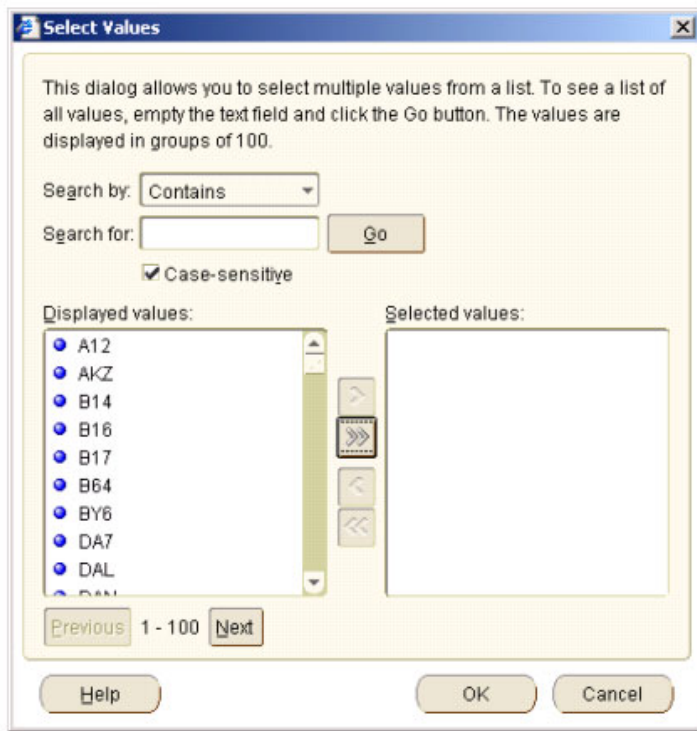 Select Values
This dialog allows you to select multiple values from a list. To see a list of
all values, empty the text field and click the Go button. The values are
displayed in groups of 100.
Search by: Contains
Search for: Go
Case-sensitive
Displayed values: Selected values:
A12
AKZ
B14
B16
B17
B64
BY6
DA7
DAL
Previous 1 - 100 Next
Help OK Cancel